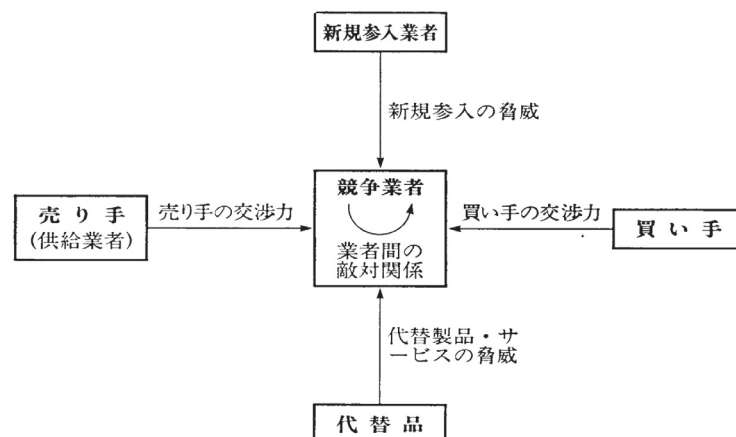 新規参入業者
新規参入の脅威
売り手
(供給業者)
売り手の交渉力
競争業者
業者間の
敵対関係
買い手の交渉力
買い手
代替製品・サ
ービスの脅威
代替品